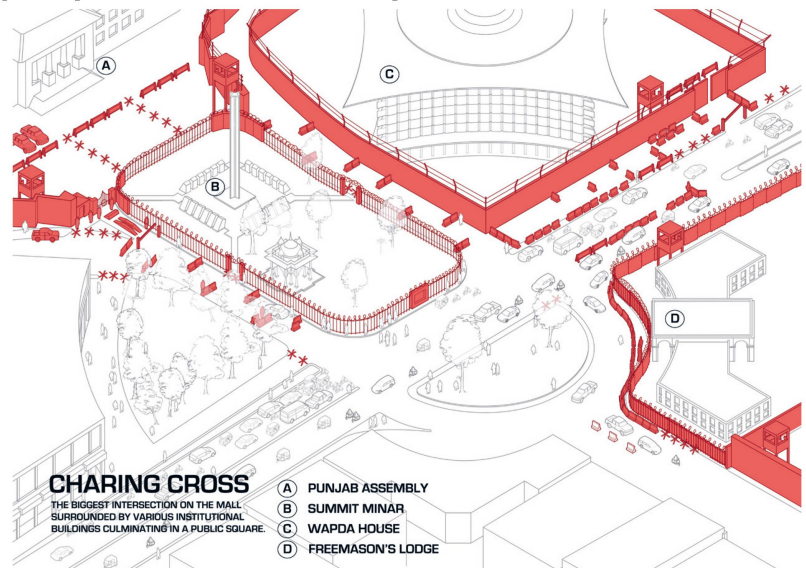 A
C
B
D
CHARING CROSS
THE BIGGEST INTERSECTION ON THE MALL
SURROUNDED BY VARIOUS INSTITUTIONAL
BUILDINGS CULMINATING IN A PUBLIC SQUARE.
A PUNJAB ASSEMBLY
B SUMMIT MINAR
C WAPDA HOUSE
D FREEMASON'S LODGE